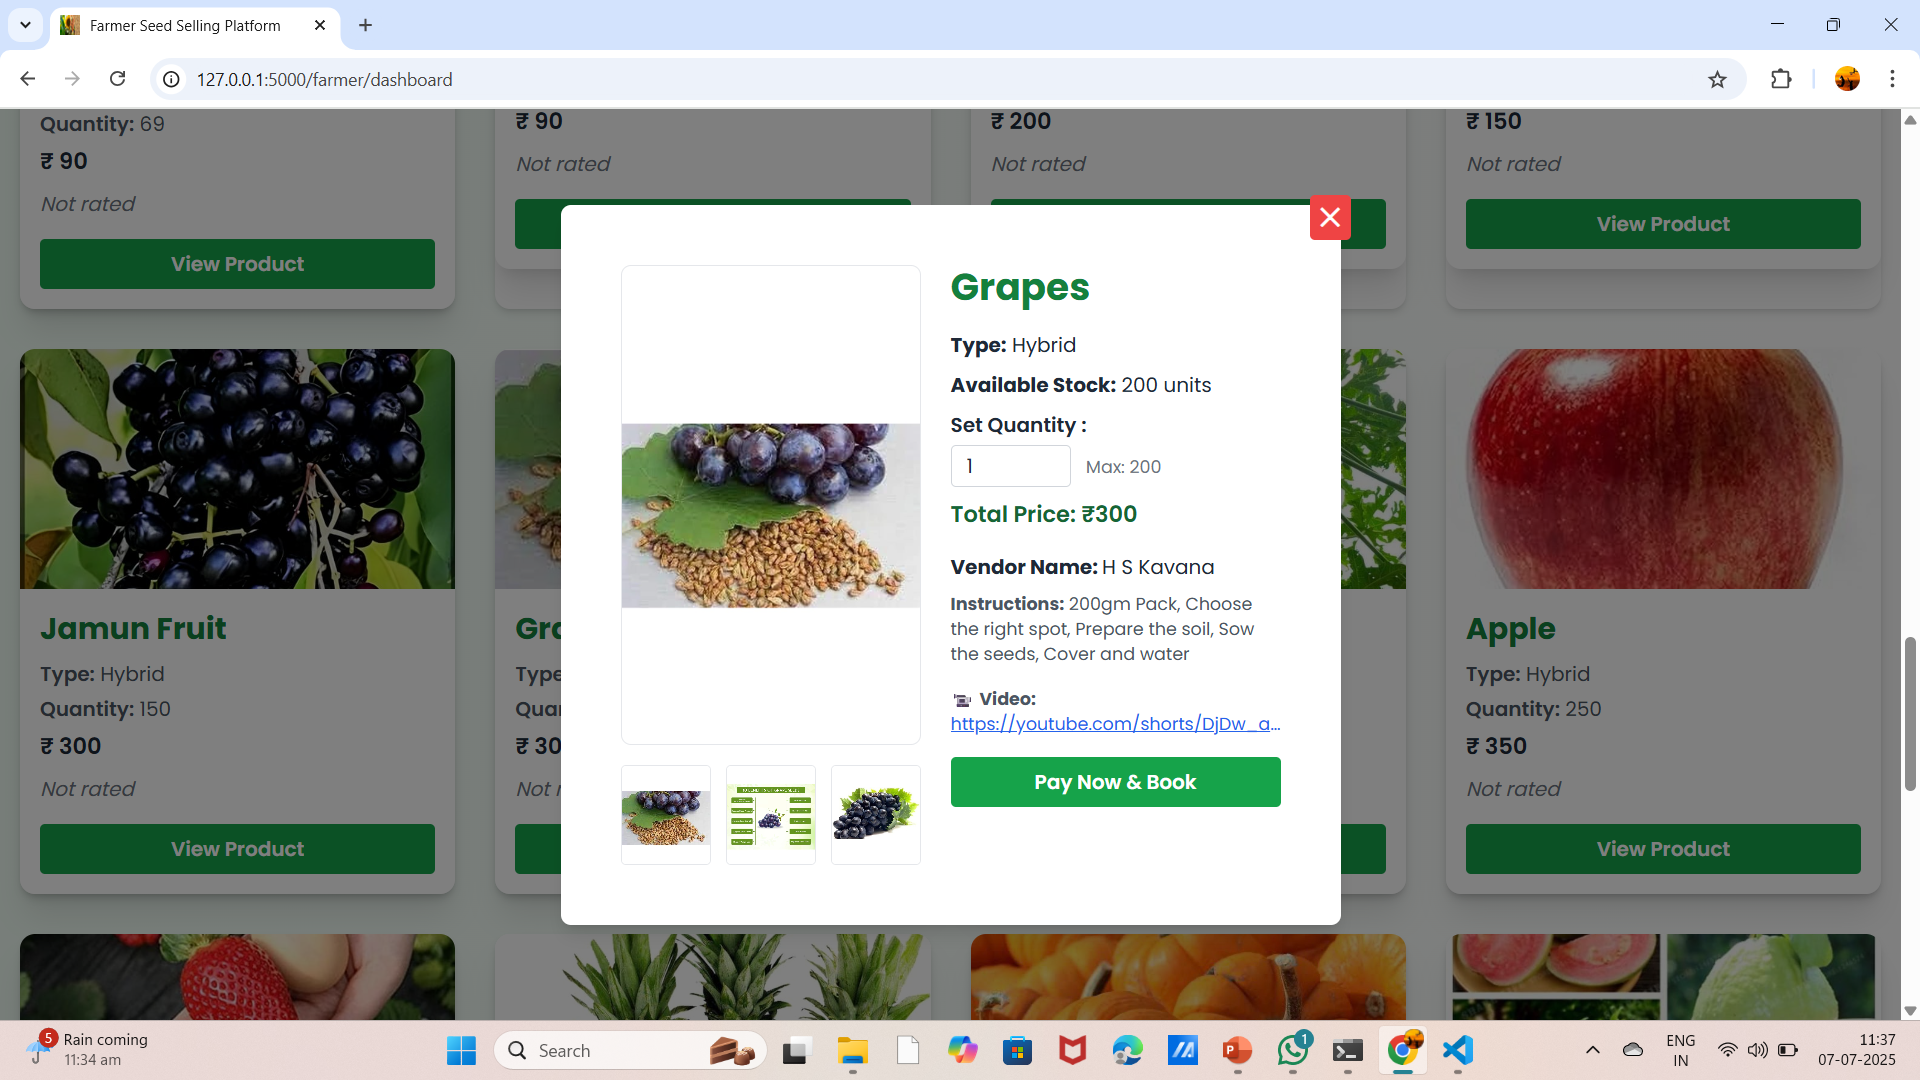 Farmer Seed Selling Platform
127.0.0.1:5000/farmer/dashboard
Quantity: 69
₹ 90
Not rated
View Product
₹ 90
Not rated
₹ 200
Not rated
₹ 150
Not rated
View Product
Grapes
Type: Hybrid
Available Stock: 200 units
Set Quantity :
1 Max: 200
Total Price: ₹300
Vendor Name: H S Kavana
Instructions: 200gm Pack, Choose
the right spot, Prepare the soil, Sow
the seeds, Cover and water
Video:
https://youtube.com/shorts/DjDw_a...
Pay Now & Book
Jamun Fruit
Type: Hybrid
Quantity: 150
₹ 300
Not rated
View Product
Apple
Type: Hybrid
Quantity: 250
₹ 350
Not rated
View Product
5
Rain coming
11:34 am
Search
1
ENG
IN
11:37
07-07-2025